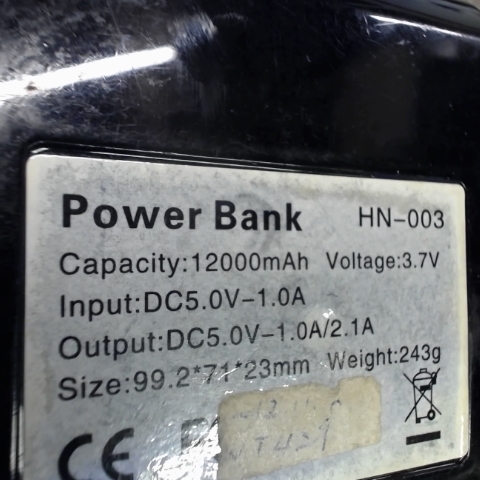 Power Bank HN-003
Capacity:12000mAh Voltage:3.7V
Input:DC5.0V-1.0A
Output:DC5.0V-1.0A/2.1A
Size:99.2*71*23mm Weight:243g
CE